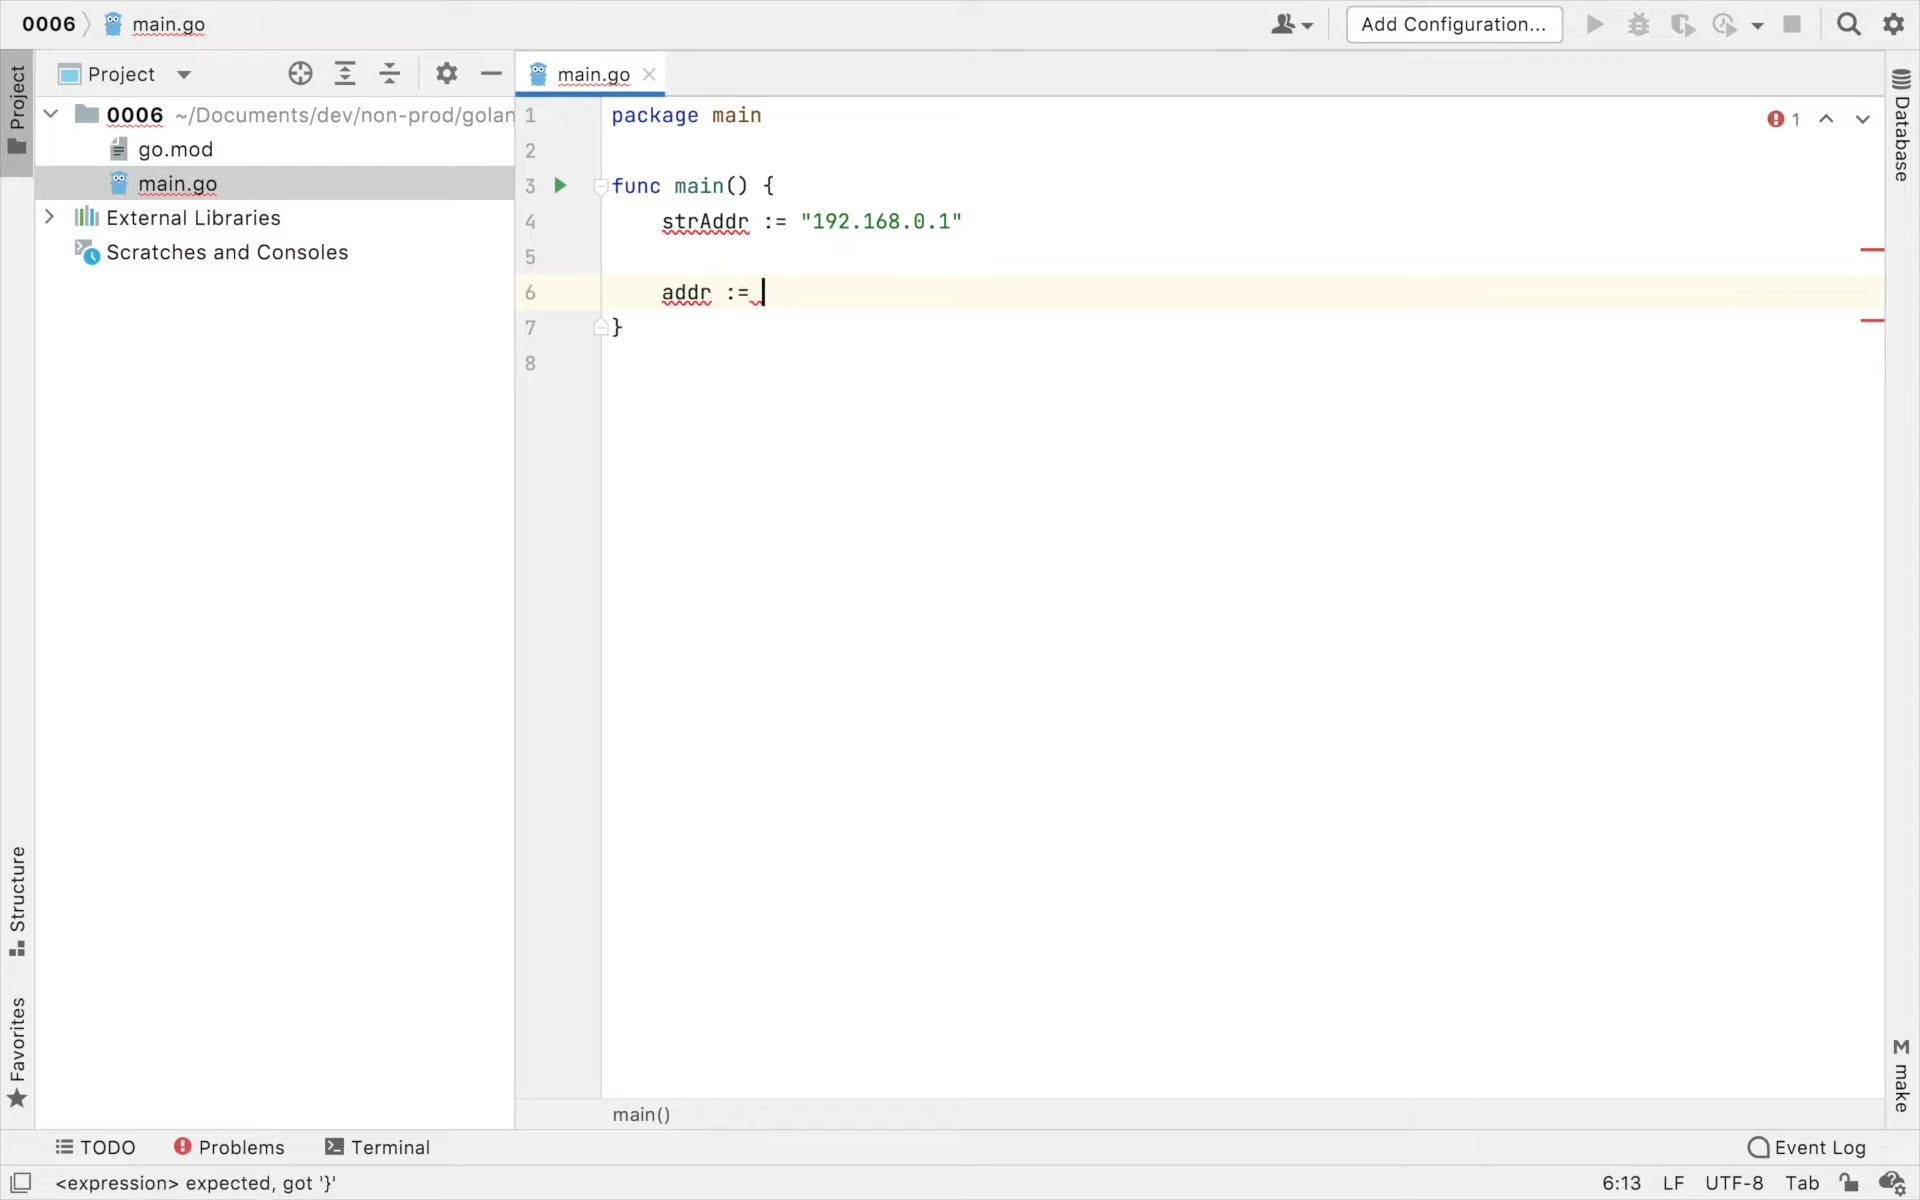 0006 main.go
Add Configuration...
Project
Project
main.go
0006 ~/Documents/dev/non-prod/golan
go.mod
main.go
External Libraries
Scratches and Consoles
1 package main
2
3 func main() {
4 strAddr := "192.168.0.1"
5
6 addr :=
7 }
8
1
Database
Structure
Favorites
make
main()
TODO Problems Terminal
Event Log
<expression> expected, got '}'
6:13 LF UTF-8 Tab